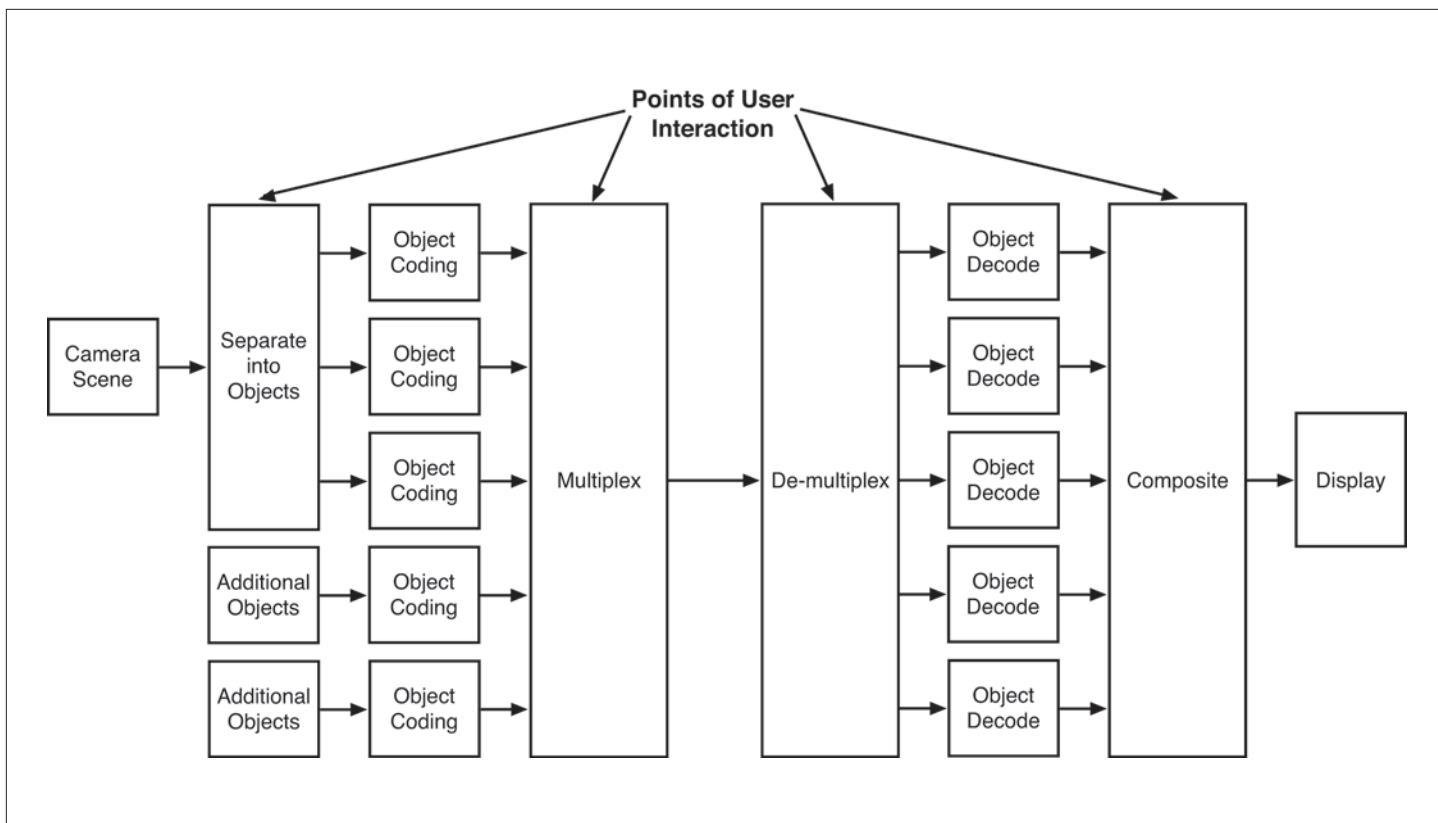 Points of User
Interaction
Camera
Scene
Separate
into
Objects
Additional
Objects
Additional
Objects
Object
Coding
Object
Coding
Object
Coding
Object
Coding
Object
Coding
Multiplex
De-multiplex
Object
Decode
Object
Decode
Object
Decode
Object
Decode
Object
Decode
Composite
Display